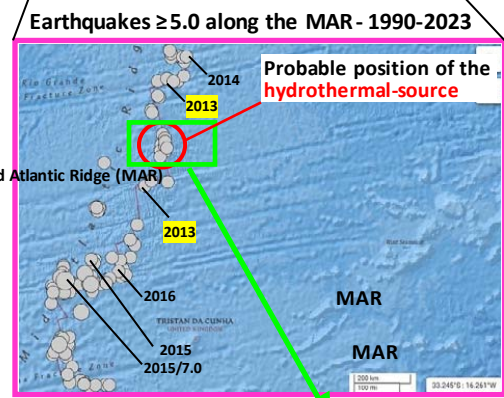 Earthquakes ≥5.0 along the MAR - 1990-2023
2014
Probable position of the
hydrothermal-source
Rio Grande
Fracture Zone
2013
d Atlantic Ridge (MAR)
2013
2016
MAR
TRISTAN DA CUNHA
UNITED KINGDOM
2015
2015/7.0
MAR
Fracture Zone
200 km
100 mi
33.245°S : 16.261°W